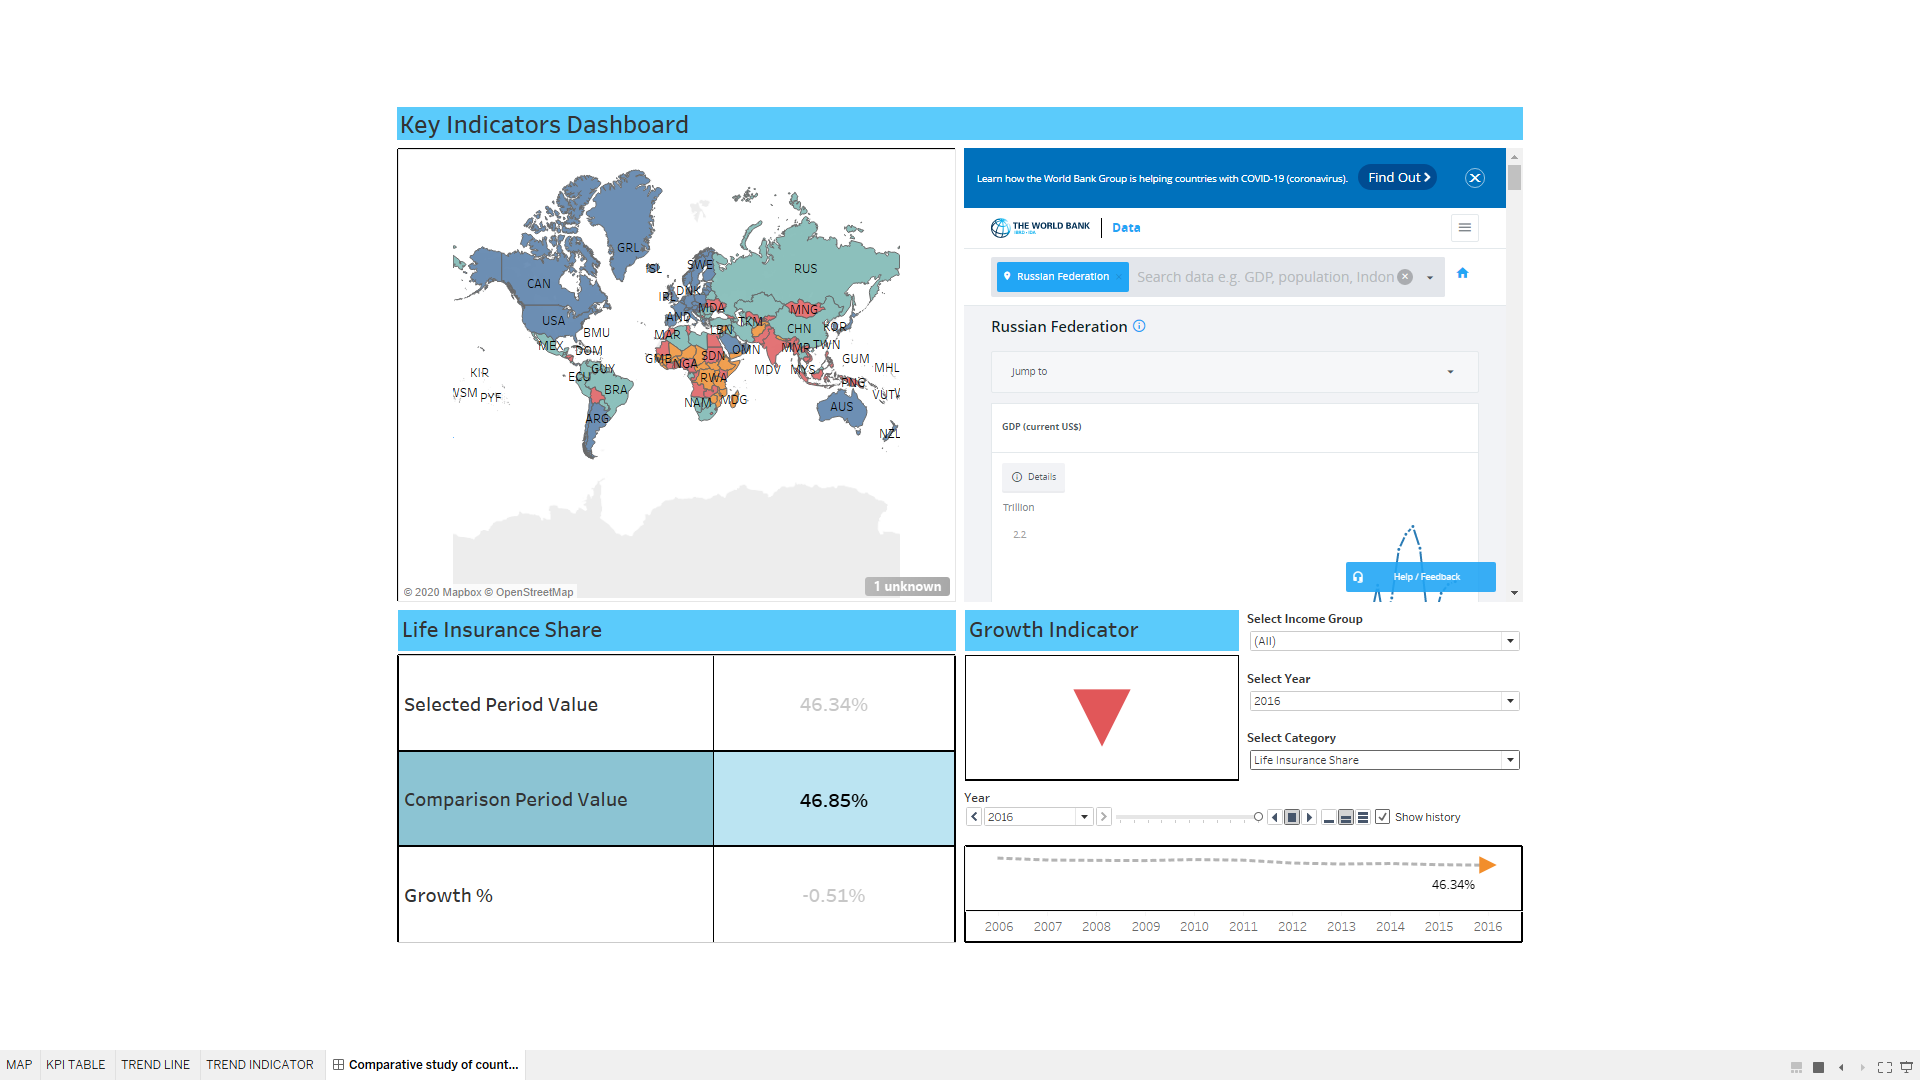 Key Indicators Dashboard
GRL
CAN
USA
MEX
BMU
DOM
GUY
ECU
BRA
ARG
KIR
WSM
PYF
ISL
SWE
IRL
DNK
MDA
AND
MAR
LBN
TKM
RUS
MNG
CHN
KOR
GMB
NGA
SDN
OMN
MMR
TWN
RWA
MDV
MYS
GUM
MHL
PNG
VUT
NAM
MDG
AUS
NZL
© 2020 Mapbox © OpenStreetMap
1 unknown
Learn how the World Bank Group is helping countries with COVID-19 (coronavirus).
Find Out
THE WORLD BANK
IBRD • IDA
Data
Russian Federation
Search data e.g. GDP, population, Indon
Russian Federation
Jump to
GDP (current US$)
Details
Trillion
2.2
Help / Feedback
Life Insurance Share
Selected Period Value 46.34%
Comparison Period Value 46.85%
Growth % -0.51%
Growth Indicator
Select Income Group
(All)
Select Year
2016
Select Category
Life Insurance Share
Year
2016
Show history
46.34%
2006 2007 2008 2009 2010 2011 2012 2013 2014 2015 2016
MAP KPI TABLE TREND LINE TREND INDICATOR Comparative study of count...